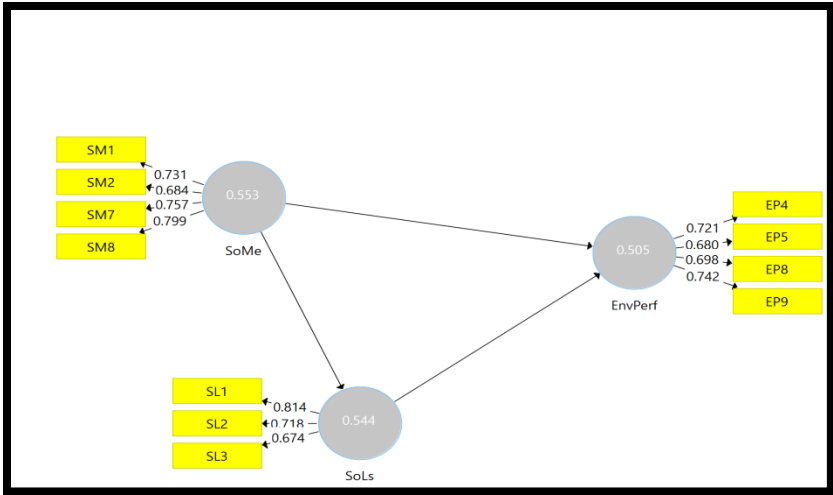 SM1
SM2
SM7
SM8
0.731
0.684
0.757
0.799
0.553
SoMe
EP4
EP5
EP8
EP9
0.721
0.680
0.698
0.742
0.505
EnvPerf
SL1
SL2
SL3
0.814
0.718
0.674
0.544
SoLs